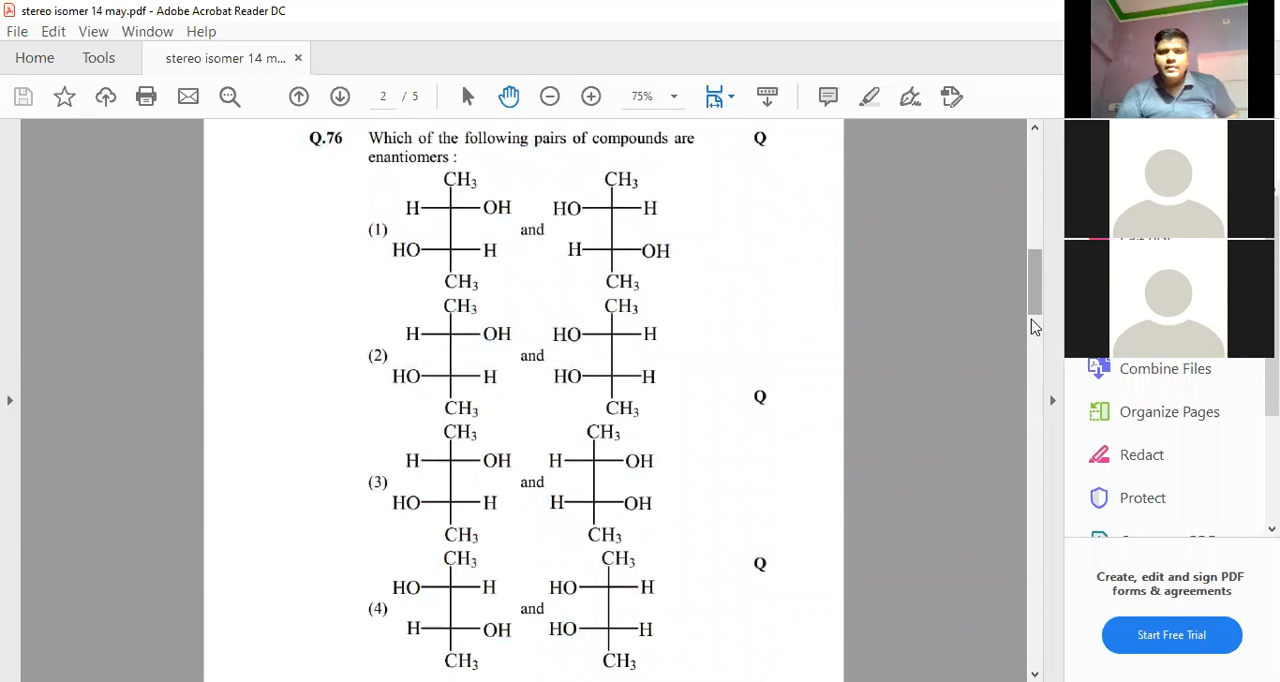 stereo isomer 14 may.pdf - Adobe Acrobat Reader DC
File Edit View Window Help
Home Tools stereo isomer 14 m... ×
2 / 5 75%
Q.76 Which of the following pairs of compounds are Q
enantiomers :
CH3 CH3
H OH HO H
(1) and
HO H H OH
CH3 CH3
CH3 CH3
H OH HO H
(2) and
HO H HO H
Q
CH3 CH3
CH3 CH3
H OH H OH
(3) and
HO H H OH
CH3 CH3
CH3 CH3 Q
HO H HO H
(4) and
H OH HO H
CH3 CH3
Combine Files
Organize Pages
Redact
Protect
Create, edit and sign PDF
forms & agreements
Start Free Trial